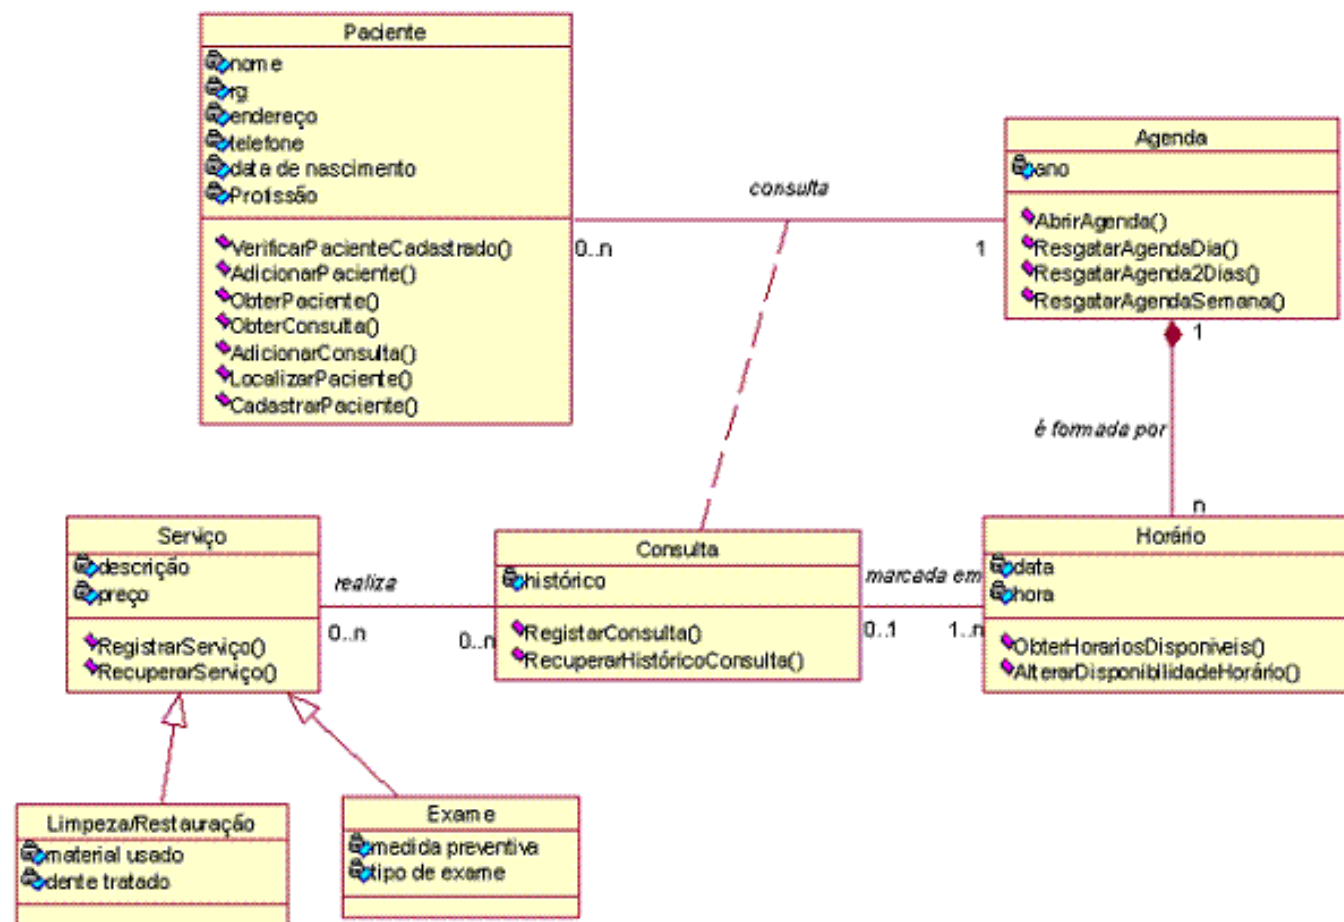 Paciente
nome
rg
endereço
telefone
data de nascimento
Profissão
VerificarPacienteCadastrado()
AdicionarPaciente()
ObterPaciente()
ObterConsulta()
AdicionarConsulta()
LocalizarPaciente()
CadastrarPaciente()
consulta
0..n
1
Agenda
ano
AbrirAgenda()
ResgatarAgendaDia()
ResgatarAgenda2Dias()
ResgatarAgendaSemana()
1
é formada por
n
Serviço
descrição
preço
RegistrarServiço()
RecuperarServiço()
realiza
0..n
0..n
Consulta
histórico
RegistarConsulta()
RecuperarHistóricoConsulta()
marcada em
0..1
1..n
Horário
data
hora
ObterHorariosDisponiveis()
AlterarDisponibilidadeHorário()
Limpeza/Restauração
material usado
dente tratado
Exame
medida preventiva
tipo de exame